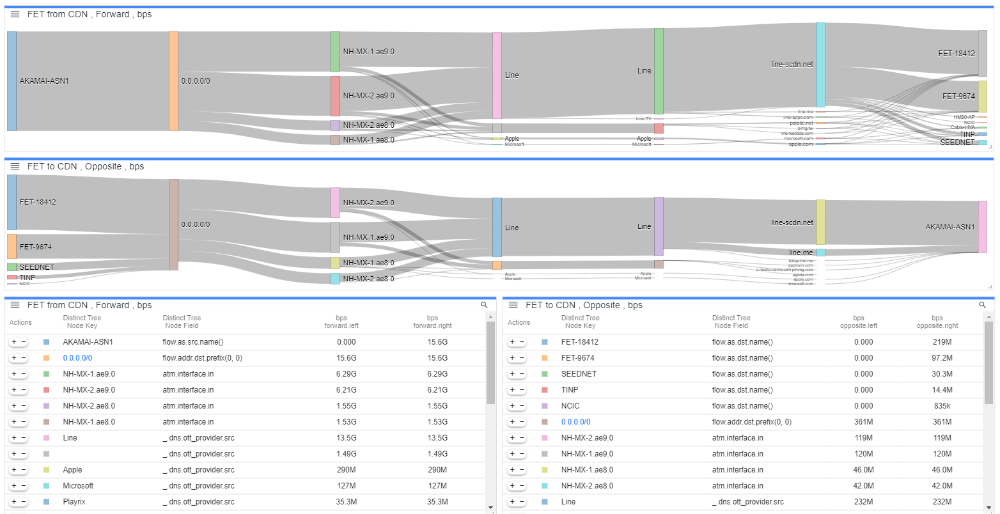 FET from CDN , Forward , bps
AKAMAI-ASN1
0.0.0.0/0
NH-MX-1.ae9.0
NH-MX-2.ae9.0
NH-MX-2.ae8.0
NH-MX-1.ae8.0
Line
Apple
Microsoft
Line
Line TV
Apple
Microsoft
line-scdn.net
line.me
line-apps.com
pstatic.net
pimg.tw
line-website.com
microsoft.com
apple.com
FET-18412
FET-9674
HM20-AP
NCIC
Cable-HYA
TINP
SEEDNET
FET to CDN , Opposite , bps
FET-18412
FET-9674
SEEDNET
TINP
NCIC
0.0.0.0/0
NH-MX-2.ae9.0
NH-MX-1.ae9.0
NH-MX-1.ae8.0
NH-MX-2.ae8.0
Line
Apple
Microsoft
Line
Apple
Microsoft
line-scdn.net
line.me
today.line.me
applovin.com
s-media-cache-ak0.pinimg.com
agoda.com
apple.com
microsoft.com
AKAMAI-ASN1
FET from CDN , Forward , bps
Actions Distinct Tree Node Key Distinct Tree Node Field bps forward.left bps forward.right
+ − AKAMAI-ASN1 flow.as.src.name() 0.000 15.6G
+ − 0.0.0.0/0 flow.addr.dst.prefix(0, 0) 15.6G 15.6G
+ − NH-MX-1.ae9.0 atm.interface.in 6.29G 6.29G
+ − NH-MX-2.ae9.0 atm.interface.in 6.21G 6.21G
+ − NH-MX-2.ae8.0 atm.interface.in 1.55G 1.55G
+ − NH-MX-1.ae8.0 atm.interface.in 1.53G 1.53G
+ − Line _.dns.ott_provider.src 13.5G 13.5G
+ − _.dns.ott_provider.src 1.49G 1.49G
+ − Apple _.dns.ott_provider.src 290M 290M
+ − Microsoft _.dns.ott_provider.src 127M 127M
+ − Playrix _.dns.ott_provider.src 35.3M 35.3M
FET to CDN , Opposite , bps
Actions Distinct Tree Node Key Distinct Tree Node Field bps opposite.left bps opposite.right
+ − FET-18412 flow.as.dst.name() 0.000 219M
+ − FET-9674 flow.as.dst.name() 0.000 97.2M
+ − SEEDNET flow.as.dst.name() 0.000 30.3M
+ − TINP flow.as.dst.name() 0.000 14.4M
+ − NCIC flow.as.dst.name() 0.000 835k
+ − 0.0.0.0/0 flow.addr.dst.prefix(0, 0) 361M 361M
+ − NH-MX-2.ae9.0 atm.interface.in 119M 119M
+ − NH-MX-1.ae9.0 atm.interface.in 120M 120M
+ − NH-MX-1.ae8.0 atm.interface.in 46.0M 46.0M
+ − NH-MX-2.ae8.0 atm.interface.in 42.0M 42.0M
+ − Line _.dns.ott_provider.src 232M 232M